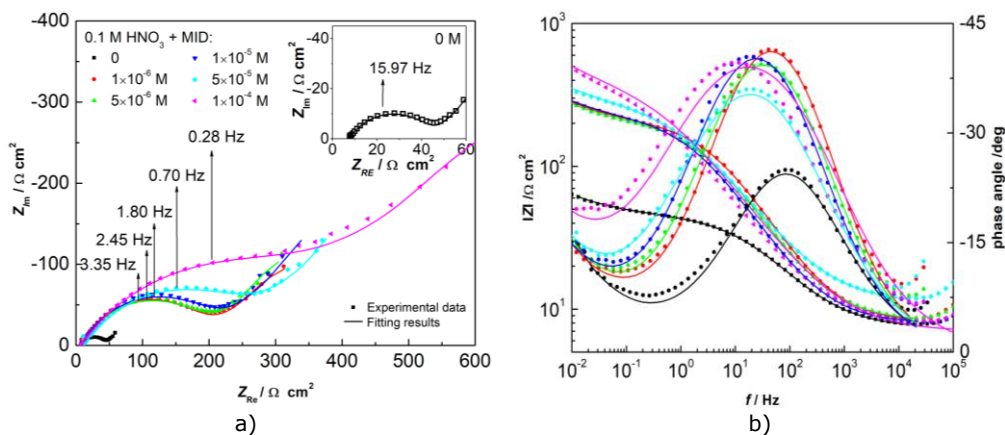 -400
-300
-200
-100
0
Z_Im / Ω cm²
0 100 200 300 400 500 600
Z_Re / Ω cm²
0.1 M HNO₃ + MID:
0
1×10⁻⁶ M
5×10⁻⁶ M
1×10⁻⁵ M
5×10⁻⁵ M
1×10⁻⁴ M
0.28 Hz
0.70 Hz
1.80 Hz
2.45 Hz
3.35 Hz
Experimental data
Fitting results
0 M
15.97 Hz
-40
-20
0
Z_Im / Ω cm²
0 20 40 60
Z_RE / Ω cm²
a)
10³
10²
10¹
|Z|/Ω cm²
-45
-30
-15
0
phase angle /deg
10⁻² 10⁻¹ 10⁰ 10¹ 10² 10³ 10⁴ 10⁵
f / Hz
b)